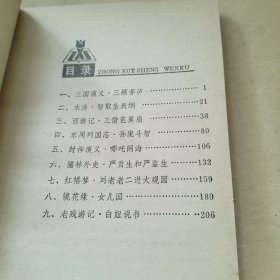 目录
ZHONG XUE SHENG WENKU
一、三国演义·三顾茅庐 1
二、水浒·智取生辰纲 21
三、西游记·三借芭蕉扇 38
四、东周列国志·孙庞斗智 80
五、封神演义·哪吒闹海 106
六、儒林外史·严贡生和严监生 132
七、红楼梦·刘老老二进大观园 159
八、镜花缘·女儿国 189
九、老残游记·白妞说书 206